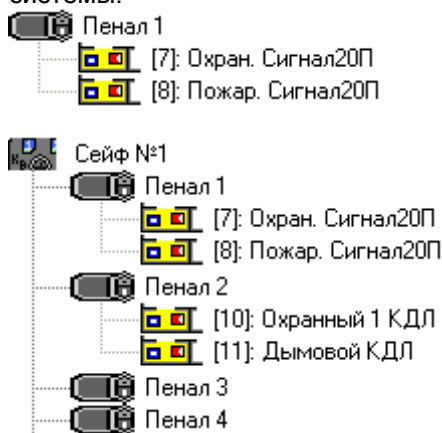 системы.
Пенал 1
[7]: Охран. Сигнал20П
[8]: Пожар. Сигнал20П
Сейф №1
Пенал 1
[7]: Охран. Сигнал20П
[8]: Пожар. Сигнал20П
Пенал 2
[10]: Охранный 1 КДЛ
[11]: Дымовой КДЛ
Пенал 3
Пенал 4